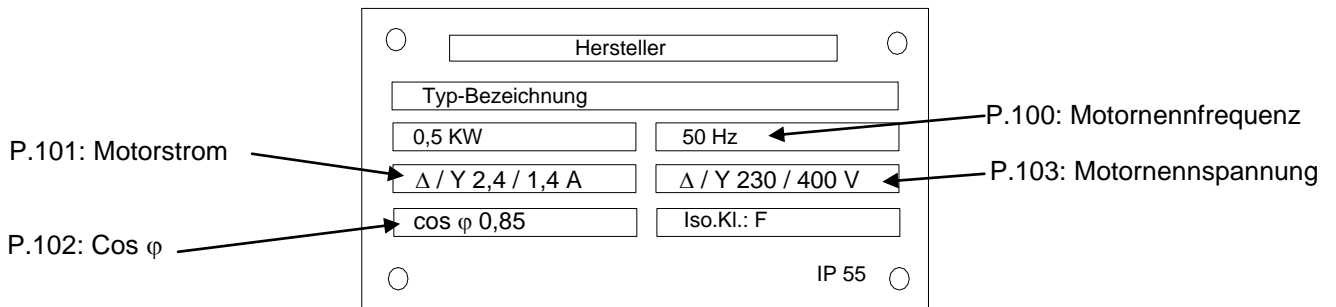 Hersteller
Typ-Bezeichnung
0,5 KW
50 Hz
P.100: Motornennfrequenz
P.101: Motorstrom
Δ / Y 2,4 / 1,4 A
Δ / Y 230 / 400 V
P.103: Motornennspannung
cos φ 0,85
Iso.Kl.: F
P.102: Cos φ
IP 55